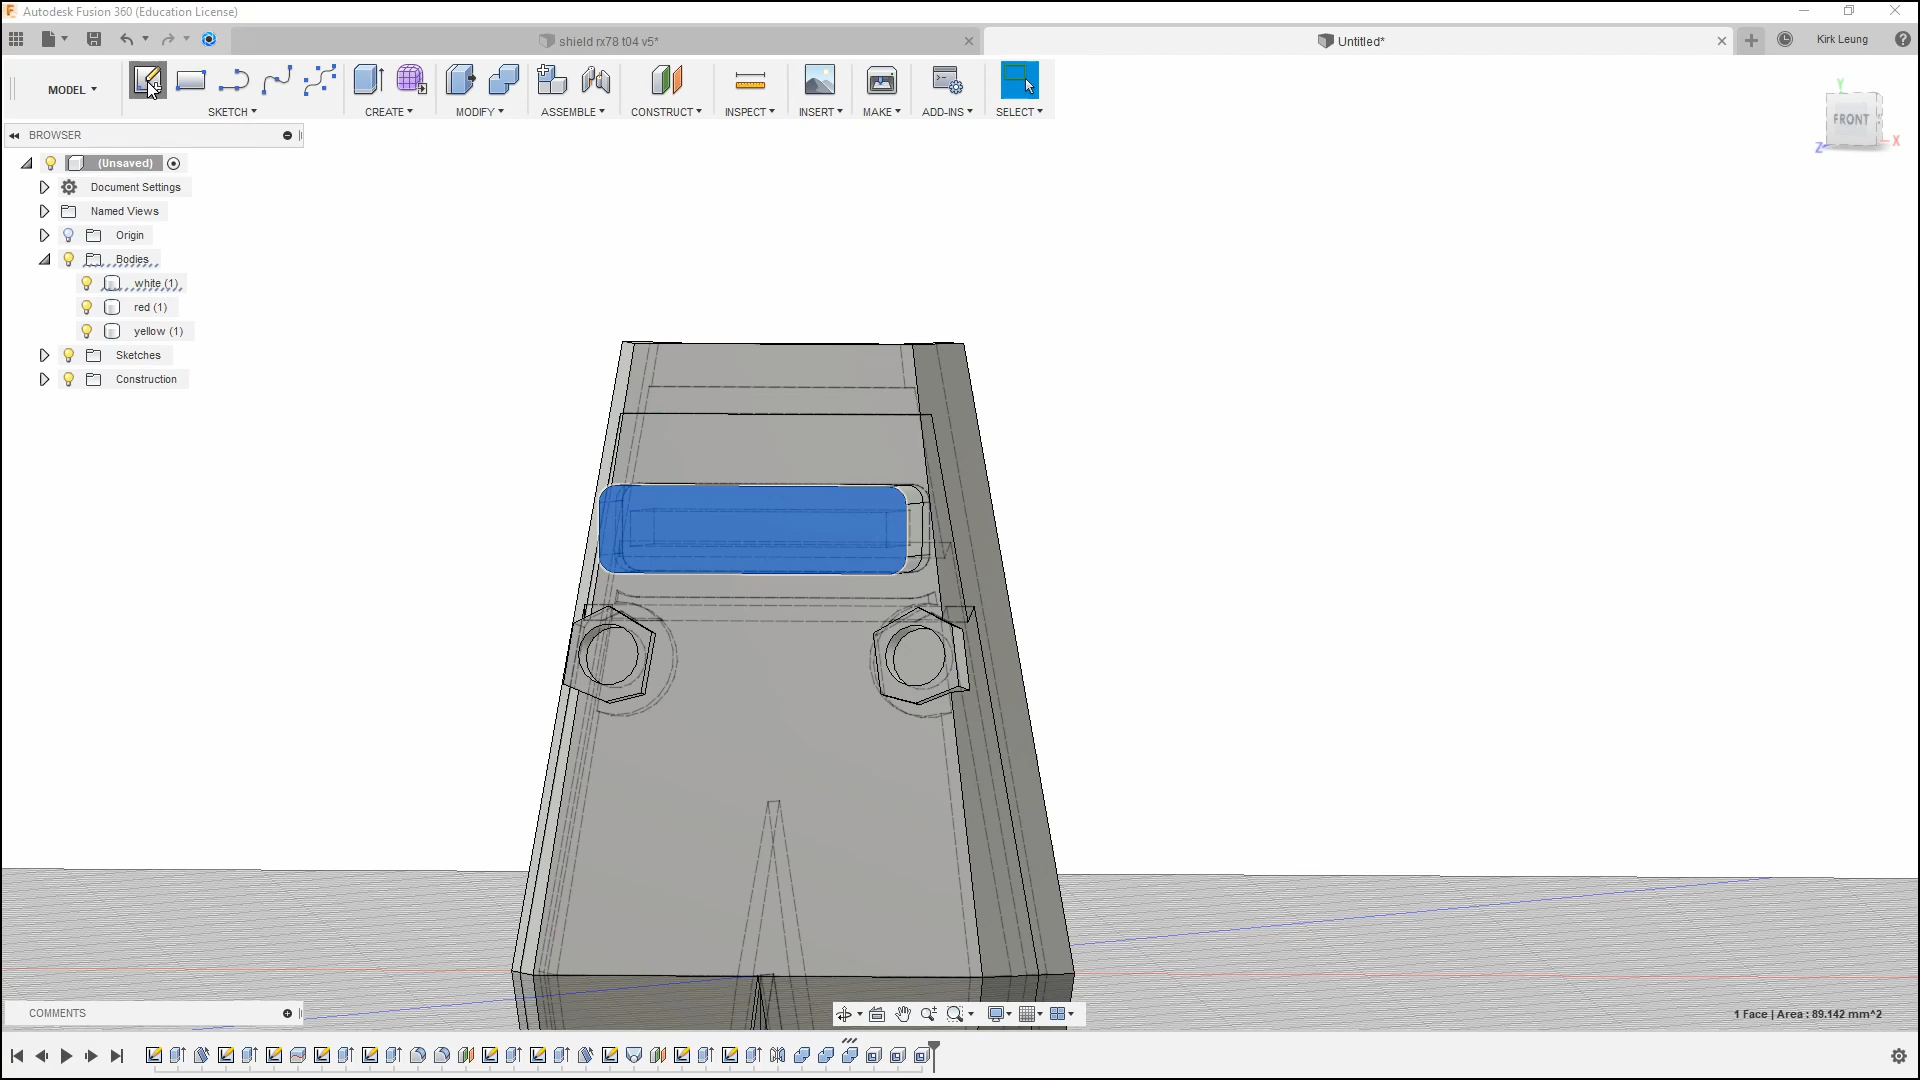 Autodesk Fusion 360 (Education License)
shield rx78 t04 v5*
Untitled*
Kirk Leung
MODEL
SKETCH
CREATE
MODIFY
ASSEMBLE
CONSTRUCT
INSPECT
INSERT
MAKE
ADD-INS
SELECT
Y
FRONT
X
Z
BROWSER
(Unsaved)
Document Settings
Named Views
Origin
Bodies
white (1)
red (1)
yellow (1)
Sketches
Construction
COMMENTS
1 Face | Area : 89.142 mm^2